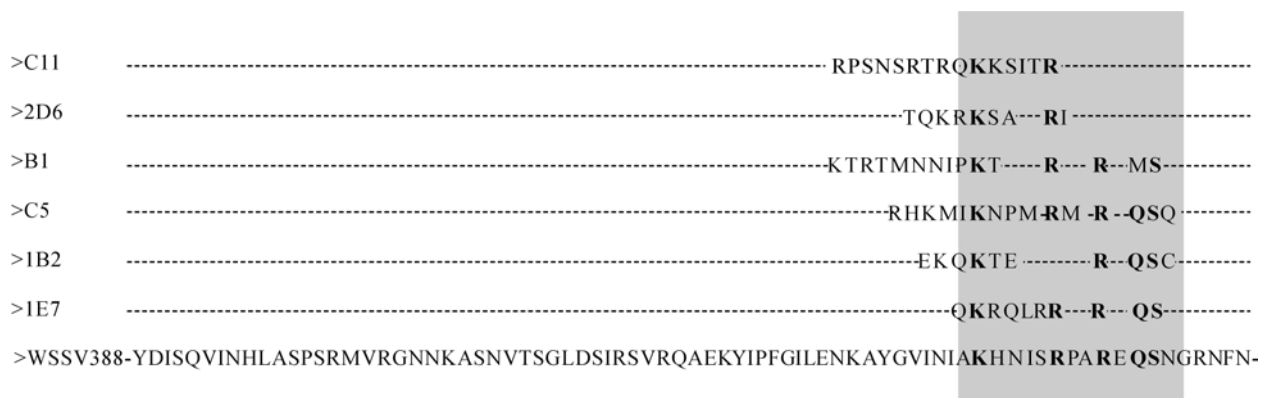 >C11 ---------------------------------------------------------------- RPSNSRTRQKKSITR------------------
>2D6 -----------------------------------------------------------------------TQKRKSA----RI-----------------
>B1 ----------------------------------------------------------------KTRTMNNIPKT-----R----R---MS---------
>C5 ----------------------------------------------------------------------RHKMIKNPM-RM -R--QSQ-------
>1B2 -------------------------------------------------------------------------EKQKTE---------R---QSC--------
>1E7 ----------------------------------------------------------------------------QKRQLRR----R---QS---------
>WSSV388-YDISQVINHLASPSRMVRGNNKASNVTSGLDSIRSVRQAEKYIPFGILENKAYGVINIAKHNISRPAREQSNGRNFN-